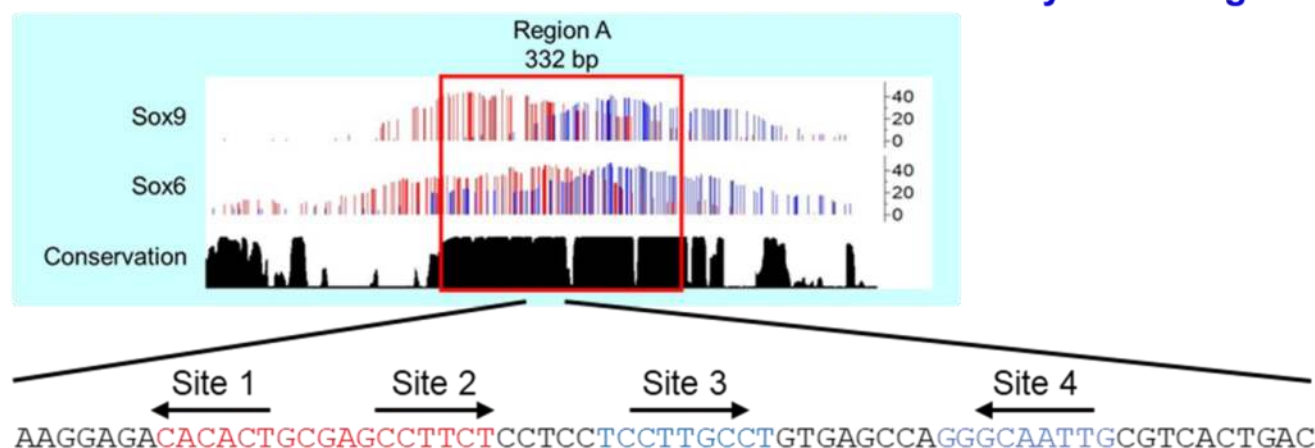 Region A
332 bp
Sox9
40
20
0
Sox6
40
20
0
Conservation
Site 1 Site 2 Site 3 Site 4
AAGGAGACACACTGCGAGCCTTCTCCTCCTCCTTGCCTGTGAGCCAGGGCAATTGCGTCACTGAC